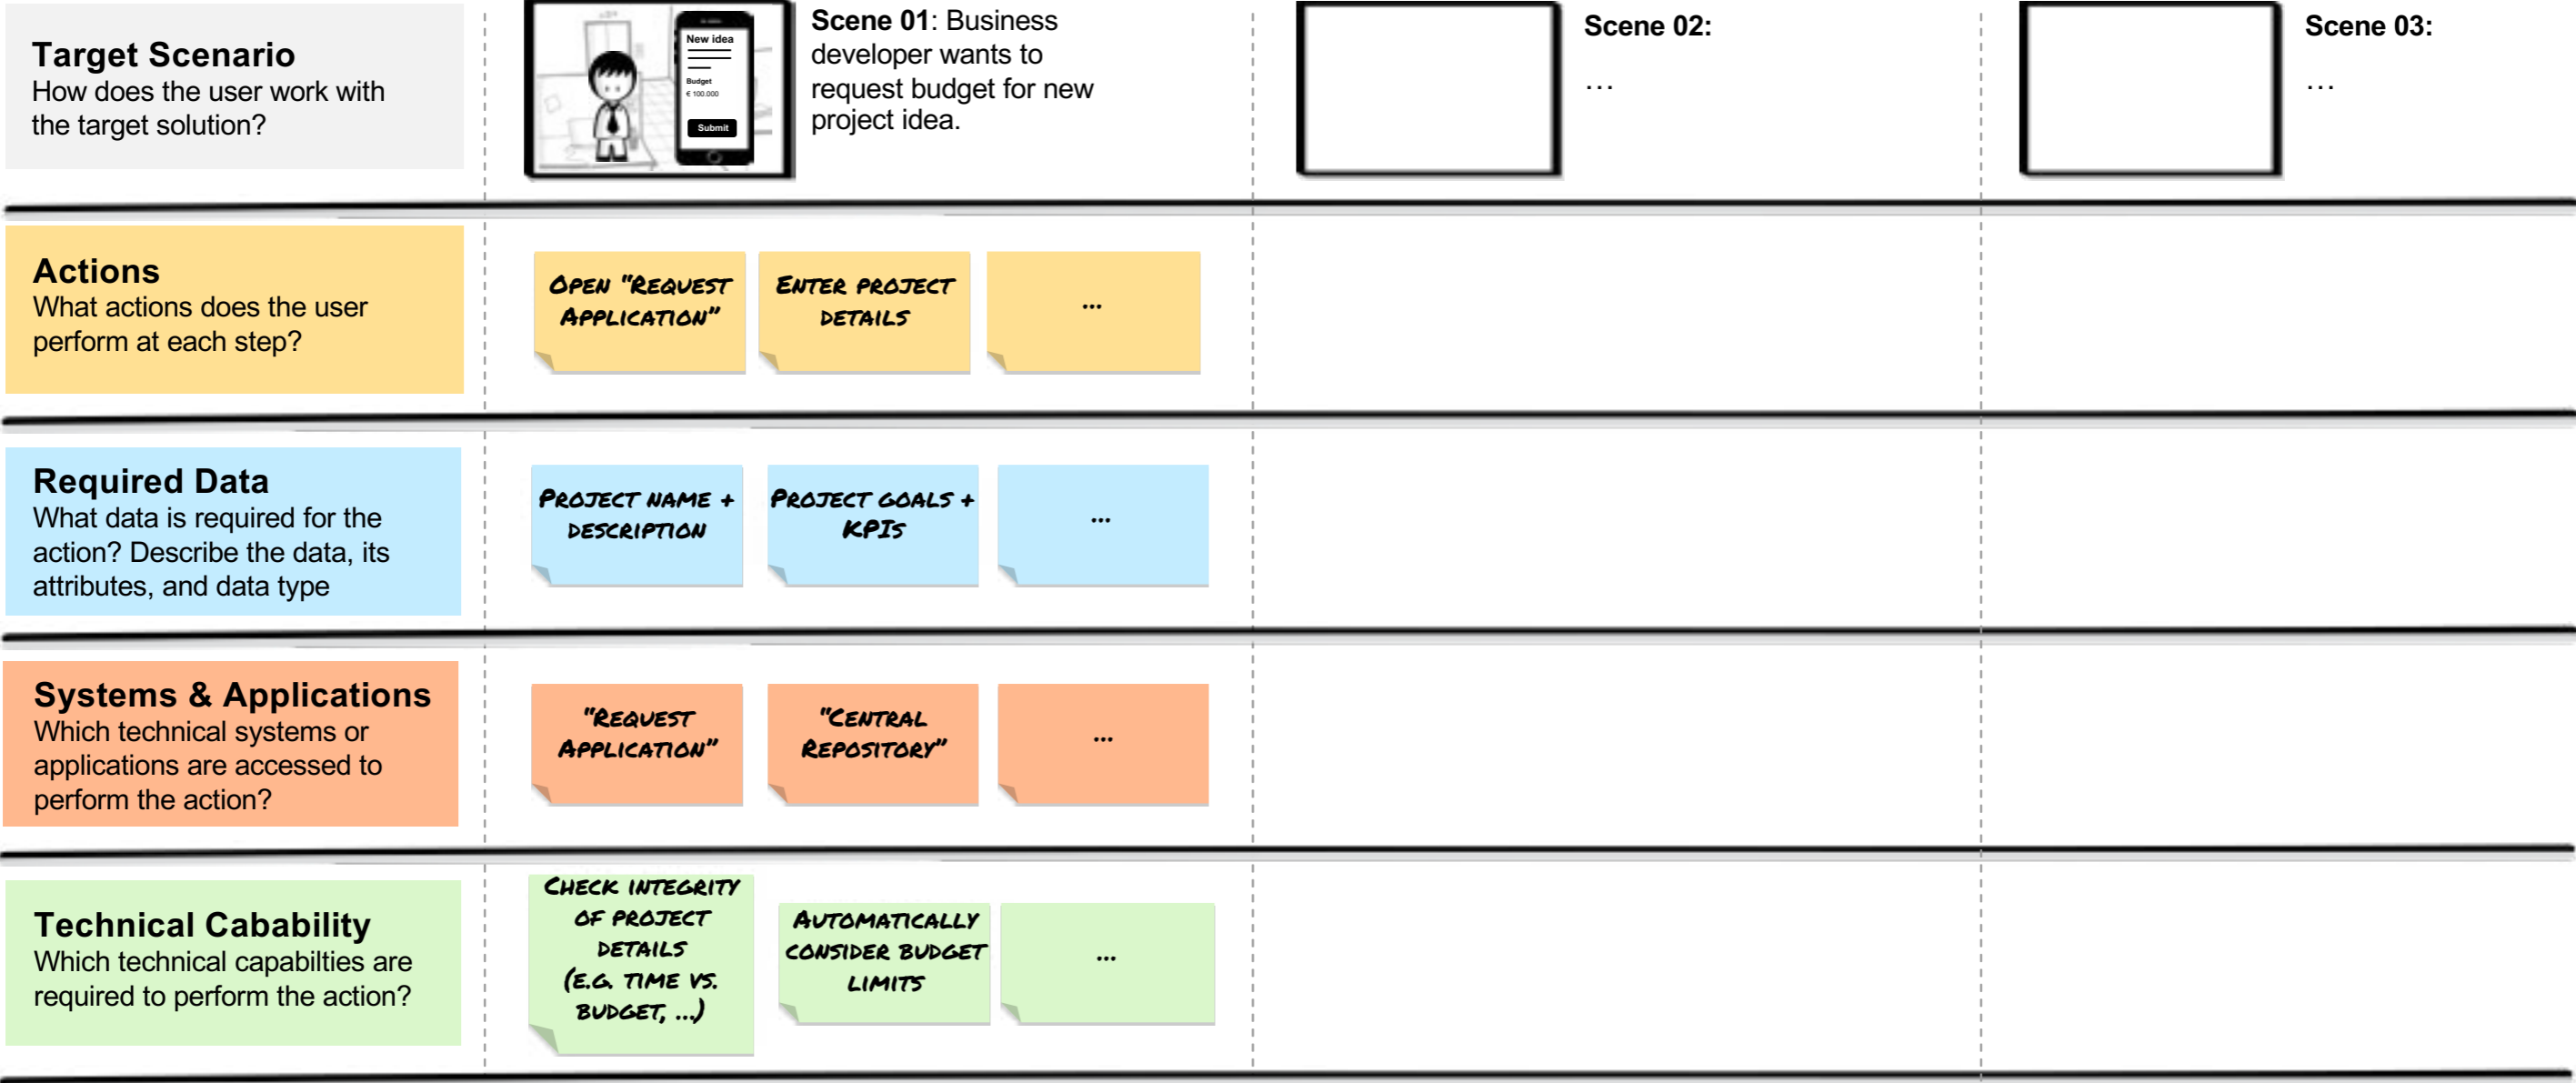 Target Scenario
How does the user work with
the target solution?
New idea
Budget
€ 100.000
Submit
Scene 01: Business
developer wants to
request budget for new
project idea.
Scene 02:
...
Scene 03:
...
Actions
What actions does the user
perform at each step?
OPEN "REQUEST
APPLICATION"
ENTER PROJECT
DETAILS
...
Required Data
What data is required for the
action? Describe the data, its
attributes, and data type
PROJECT NAME +
DESCRIPTION
PROJECT GOALS +
KPIS
...
Systems & Applications
Which technical systems or
applications are accessed to
perform the action?
"REQUEST
APPLICATION"
"CENTRAL
REPOSITORY"
...
Technical Cabability
Which technical capabilties are
required to perform the action?
CHECK INTEGRITY
OF PROJECT
DETAILS
(E.G. TIME VS.
BUDGET, ...)
AUTOMATICALLY
CONSIDER BUDGET
LIMITS
...